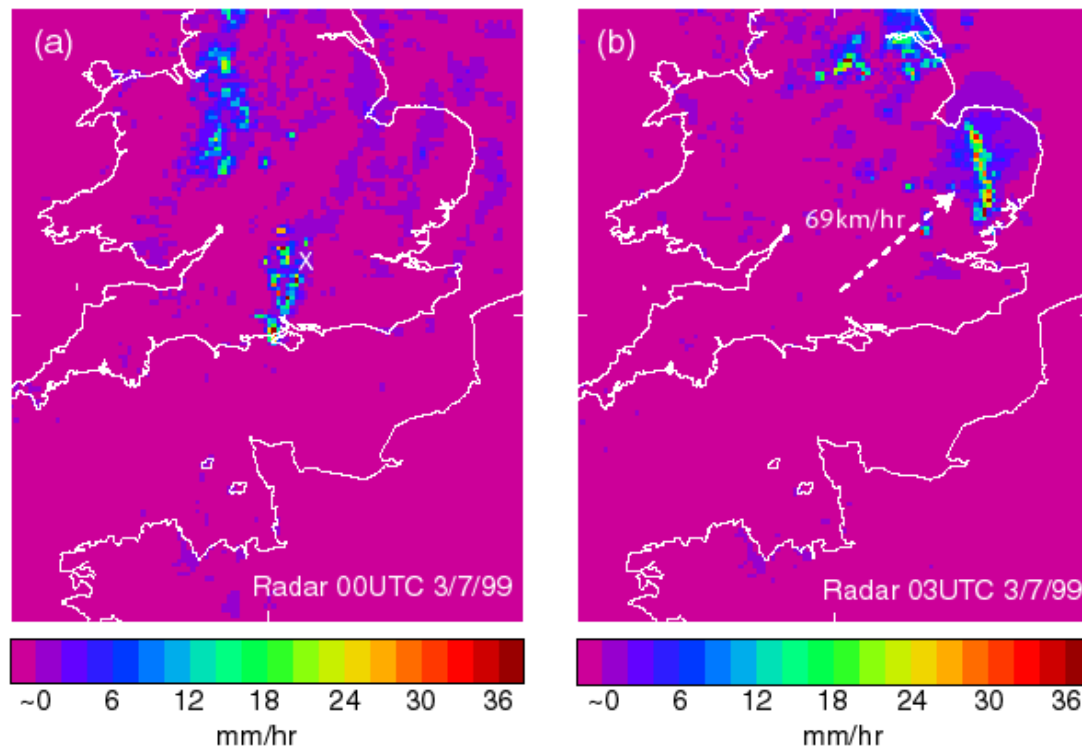 (a)
X
Radar 00UTC 3/7/99
~0 6 12 18 24 30 36
mm/hr
(b)
69km/hr
Radar 03UTC 3/7/99
~0 6 12 18 24 30 36
mm/hr